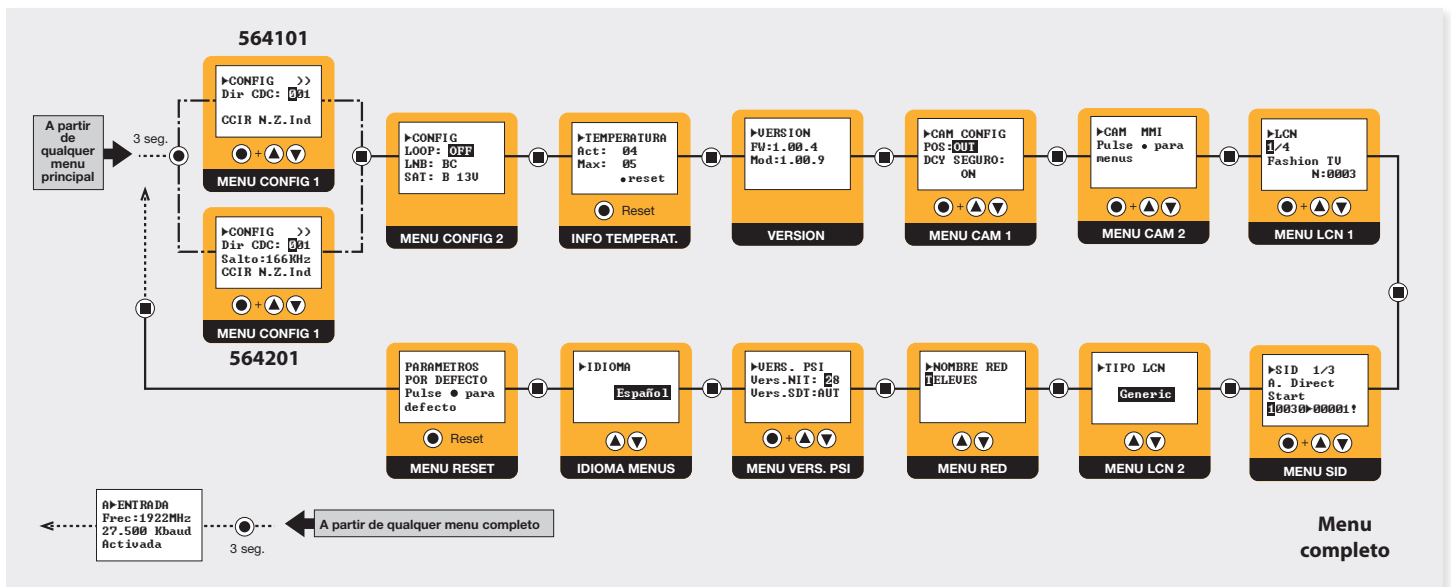 564101
A partir
de
qualquer
menu
principal
3 seg.
▶CONFIG >>
Dir CDC: 001
CCIR N.Z.Ind
+
MENU CONFIG 1
▶CONFIG >>
Dir CDC: 001
Salto:166KHz
CCIR N.Z.Ind
+
MENU CONFIG 1
564201
▶CONFIG
LOOP: OFF
LNB: BC
SAT: B 13V
MENU CONFIG 2
▶TEMPERATURA
Act: 04
Max: 05
●reset
Reset
INFO TEMPERAT.
▶VERSION
FW:1.00.4
Mod:1.00.9
VERSION
▶CAM CONFIG
POS:OUT
DCY SEGURO:
ON
+
MENU CAM 1
▶CAM MMI
Pulse ● para
menus
+
MENU CAM 2
▶LCN
1/4
Fashion TV
N:0003
+
MENU LCN 1
PARAMETROS
POR DEFECTO
Pulse ● para
defecto
Reset
MENU RESET
▶IDIOMA
Español
IDIOMA MENUS
▶VERS. PSI
Vers.NIT: 28
Vers.SDT:AUT
+
MENU VERS. PSI
▶NOMBRE RED
TELEVES
MENU RED
▶TIPO LCN
Generic
MENU LCN 2
▶SID 1/3
A. Direct
Start
10030▶00001!
+
MENU SID
A▶ENTRADA
Frec:1922MHz
27.500 Kbaud
Activada
3 seg.
A partir de qualquer menu completo
Menu
completo